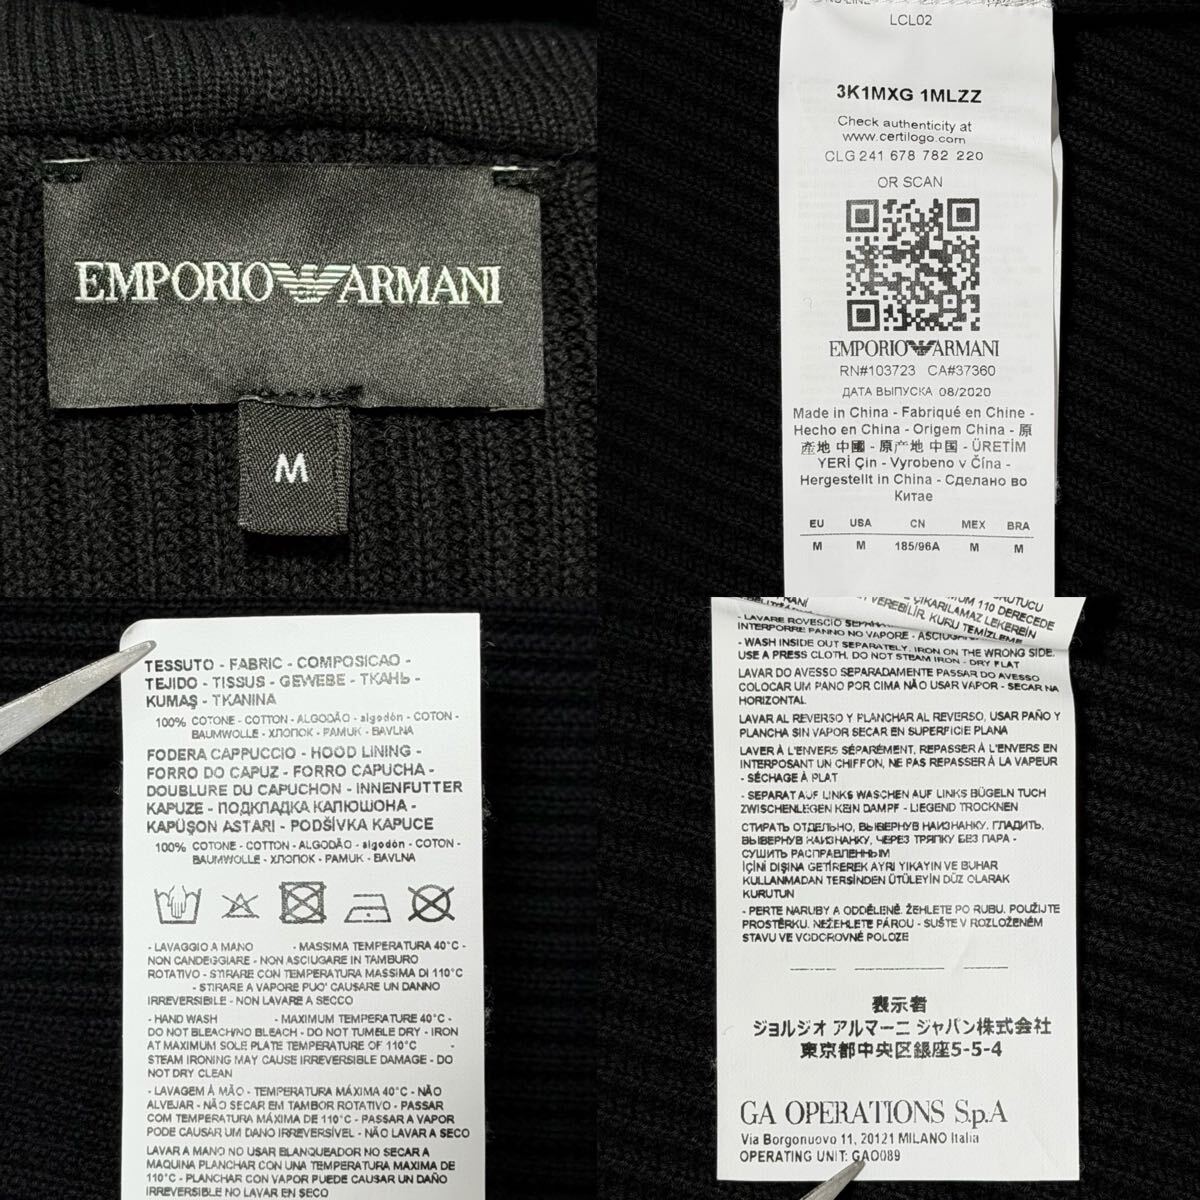 EMPORIO ARMANI
M
LCL02
3K1MXG 1MLZZ
Check authenticity at
www.certilogo.com
CLG 241 678 782 220
OR SCAN
EMPORIO ARMANI
RN#103723 CA#37360
ДАТА ВЫПУСКА 08/2020
Made in China - Fabriqué en Chine -
Hecho en China - Origem China - 原
產地 中國 - 原产地 中国 - ÜRETİM
YERİ Çin - Vyrobeno v Čína -
Hergestellt in China - Сделано во
Китае
EU USA CN MEX BRA
M M 185/96A M M
TESSUTO - FABRIC - COMPOSICAO -
TEJIDO - TISSUS - GEWEBE - ТКАНЬ -
KUMAŞ - TKANINA
100% COTONE - COTTON - ALGODÃO - algodón - COTON -
BAUMWOLLE - ХЛОПОК - PAMUK - BAVLNA
FODERA CAPPUCCIO - HOOD LINING -
FORRO DO CAPUZ - FORRO CAPUCHA -
DOUBLURE DU CAPUCHON - INNENFUTTER
KAPUZE - ПОДКЛАДКА КАПЮШОНА -
KAPÜŞON ASTARI - PODŠÍVKA KAPUCE
100% COTONE - COTTON - ALGODÃO - algodón - COTON -
BAUMWOLLE - ХЛОПОК - PAMUK - BAVLNA
- LAVAGGIO A MANO - MASSIMA TEMPERATURA 40°C -
NON CANDEGGIARE - NON ASCIUGARE IN TAMBURO
ROTATIVO - STIRARE CON TEMPERATURA MASSIMA DI 110°C
- STIRARE A VAPORE PUO' CAUSARE UN DANNO
IRREVERSIBILE - NON LAVARE A SECCO
- HAND WASH - MAXIMUM TEMPERATURE 40°C -
DO NOT BLEACH/NO BLEACH - DO NOT TUMBLE DRY - IRON
AT MAXIMUM SOLE PLATE TEMPERATURE OF 110°C -
STEAM IRONING MAY CAUSE IRREVERSIBLE DAMAGE - DO
NOT DRY CLEAN
- LAVAGEM À MÃO - TEMPERATURA MÁXIMA 40°C - NÃO
ALVEJAR - NÃO SECAR EM TAMBOR ROTATIVO - PASSAR
COM TEMPERATURA MÁXIMA DE 110°C - PASSAR A VAPOR
PODE CAUSAR UM DANO IRREVERSÍVEL - NÃO LAVAR A SECO
LAVAR A MANO NO USAR BLANQUEADOR NO SECAR A
MAQUINA PLANCHAR CON UNA TEMPERATURA MAXIMA DE
110°C - PLANCHAR CON VAPOR PUEDE CAUSAR UN DAÑO
IRREVERSIBLE - NO LAVAR EN SECO
UM 110 DERECEDE
VEREBİLİR. KURU TEMİZLEME
- LAVARE ROVESCIO
INTERPORRE PANNO NO VAPORE -
- WASH INSIDE OUT SEPARATELY, IRON ON THE WRONG SIDE.
USE A PRESS CLOTH. DO NOT STEAM IRON - DRY FLAT
LAVAR DO AVESSO SEPARADAMENTE PASSAR DO AVESSO
COLOCAR UM PANO POR CIMA NÃO USAR VAPOR - SECAR NA
HORIZONTAL
LAVAR AL REVERSO Y PLANCHAR AL REVERSO, USAR PAÑO Y
PLANCHA SIN VAPOR SECAR EN SUPERFICIE PLANA
LAVER À L'ENVERS SÉPARÉMENT, REPASSER À L'ENVERS EN
INTERPOSANT UN CHIFFON, NE PAS REPASSER À LA VAPEUR
- SÉCHAGE À PLAT
- SEPARAT AUF LINKS WASCHEN AUF LINKS BÜGELN TUCH
ZWISCHENLEGEN KEIN DAMPF - LIEGEND TROCKNEN
СТИРАТЬ ОТДЕЛЬНО, ВЫВЕРНУВ НАИЗНАНКУ. ГЛАДИТЬ,
ВЫВЕРНУВ НАИЗНАНКУ, ЧЕРЕЗ ТРЯПКУ БЕЗ ПАРА -
СУШИТЬ РАСПРАВЛЕННЫМ
İÇİNİ DIŞINA GETİREREK AYRI YIKAYIN VE BUHAR
KULLANMADAN TERSİNDEN ÜTÜLEYİN DÜZ OLARAK
KURUTUN
- PERTE NARUBY A ODDĚLENĚ. ŽEHLETE PO RUBU. POUŽIJTE
PROSTĚRKU. NEŽEHLETE PÁROU - SUŠTE V ROZLOŽENÉM
STAVU VE VODOROVNÉ POLOZE
表示者
ジョルジオ アルマーニ ジャパン株式会社
東京都中央区銀座5-5-4
GA OPERATIONS S.p.A
Via Borgonuovo 11, 20121 MILANO Italia
OPERATING UNIT: GAO089